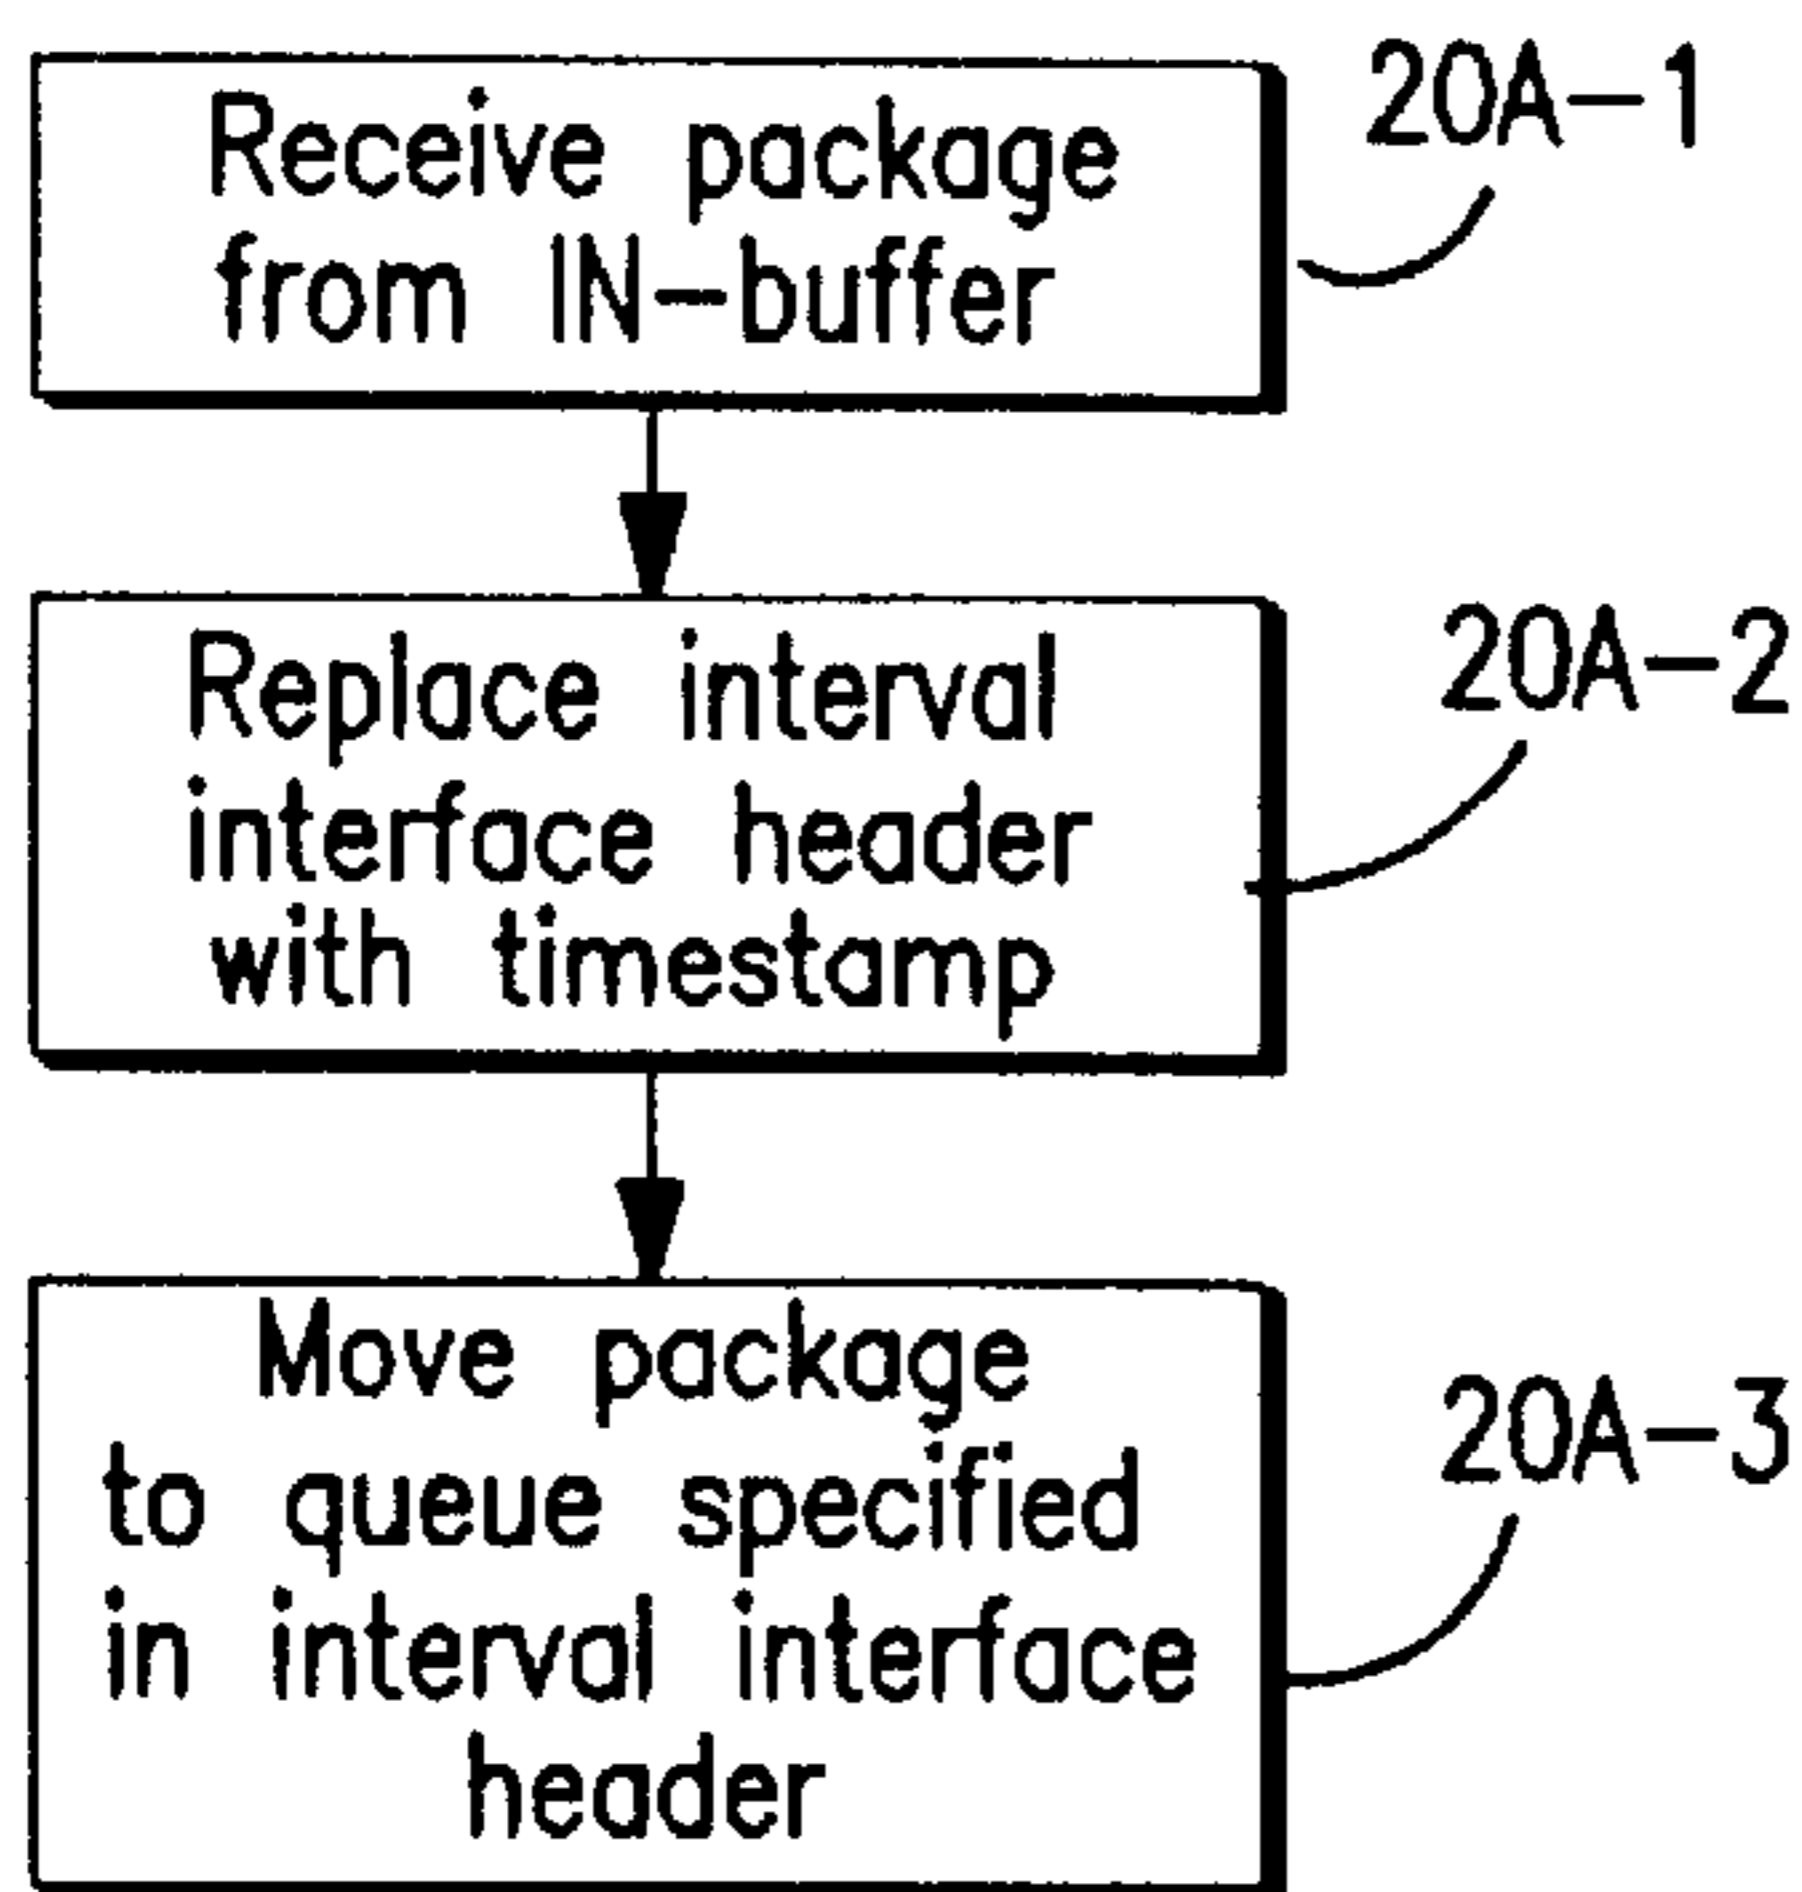 Receive package
from IN-buffer
20A-1
Replace interval
interface header
with timestamp
20A-2
Move package
to queue specified
in interval interface
header
20A-3